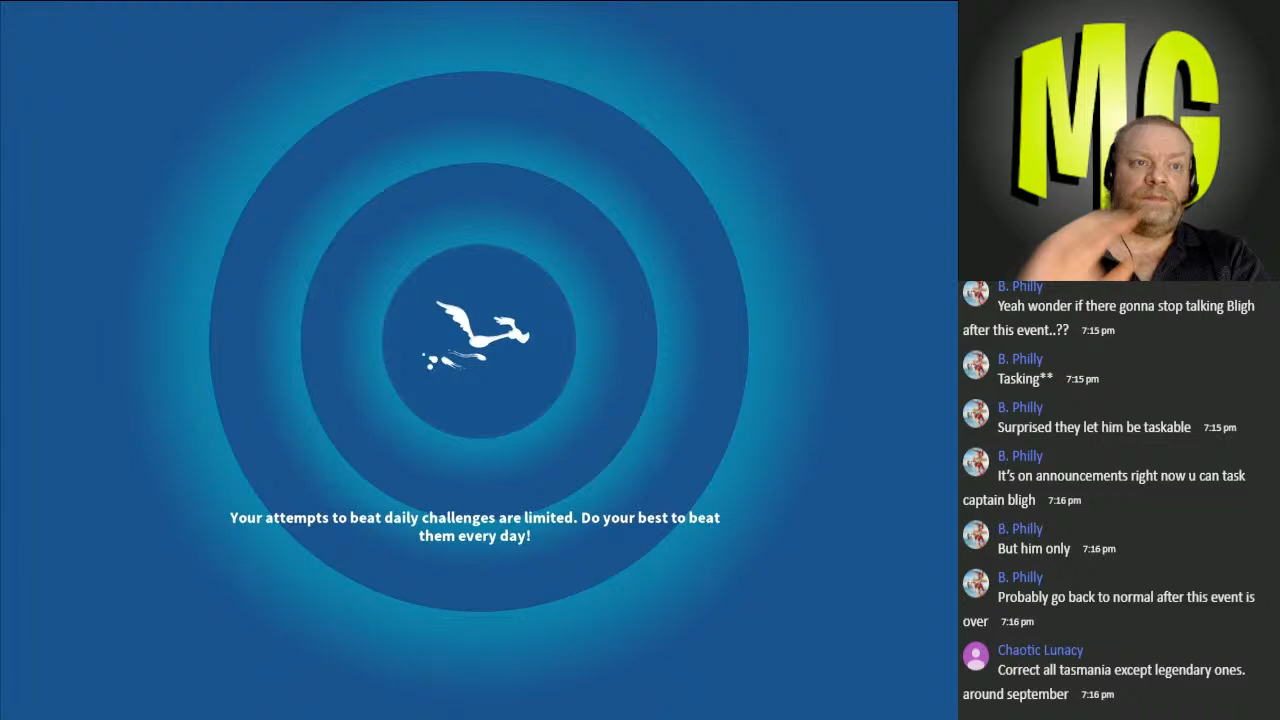 MC
B. Philly
Yeah wonder if there gonna stop talking Bligh
after this event..?? 7:15 pm
B. Philly
Tasking** 7:15 pm
B. Philly
Surprised they let him be taskable 7:15 pm
B. Philly
It's on announcements right now u can task
captain bligh 7:16 pm
B. Philly
But him only 7:16 pm
B. Philly
Probably go back to normal after this event is
over 7:16 pm
Chaotic Lunacy
Correct all tasmania except legendary ones.
around september 7:16 pm
Your attempts to beat daily challenges are limited. Do your best to beat
them every day!